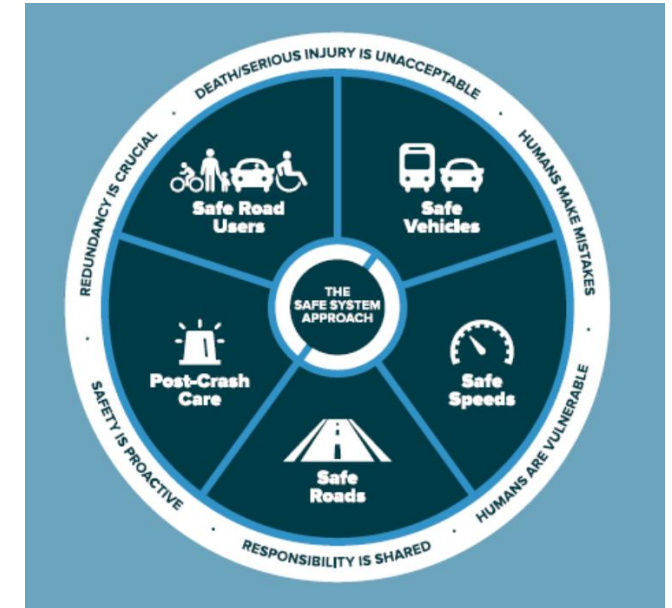 DEATH/SERIOUS INJURY IS UNACCEPTABLE
HUMANS MAKE MISTAKES
HUMANS ARE VULNERABLE
RESPONSIBILITY IS SHARED
SAFETY IS PROACTIVE
REDUNDANCY IS CRUCIAL
Safe Road
Users
Safe
Vehicles
Safe
Speeds
Safe
Roads
Post-Crash
Care
THE
SAFE SYSTEM
APPROACH